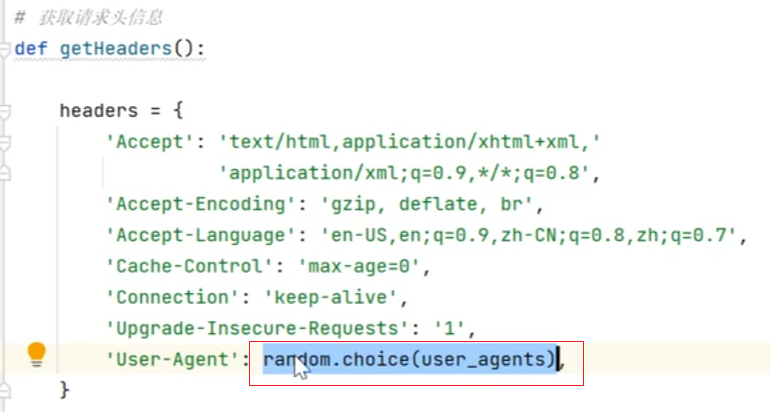 # 获取请求头信息
def getHeaders():
headers = {
'Accept': 'text/html,application/xhtml+xml,'
'application/xml;q=0.9,*/*;q=0.8',
'Accept-Encoding': 'gzip, deflate, br',
'Accept-Language': 'en-US,en;q=0.9,zh-CN;q=0.8,zh;q=0.7',
'Cache-Control': 'max-age=0',
'Connection': 'keep-alive',
'Upgrade-Insecure-Requests': '1',
'User-Agent': random.choice(user_agents),
}